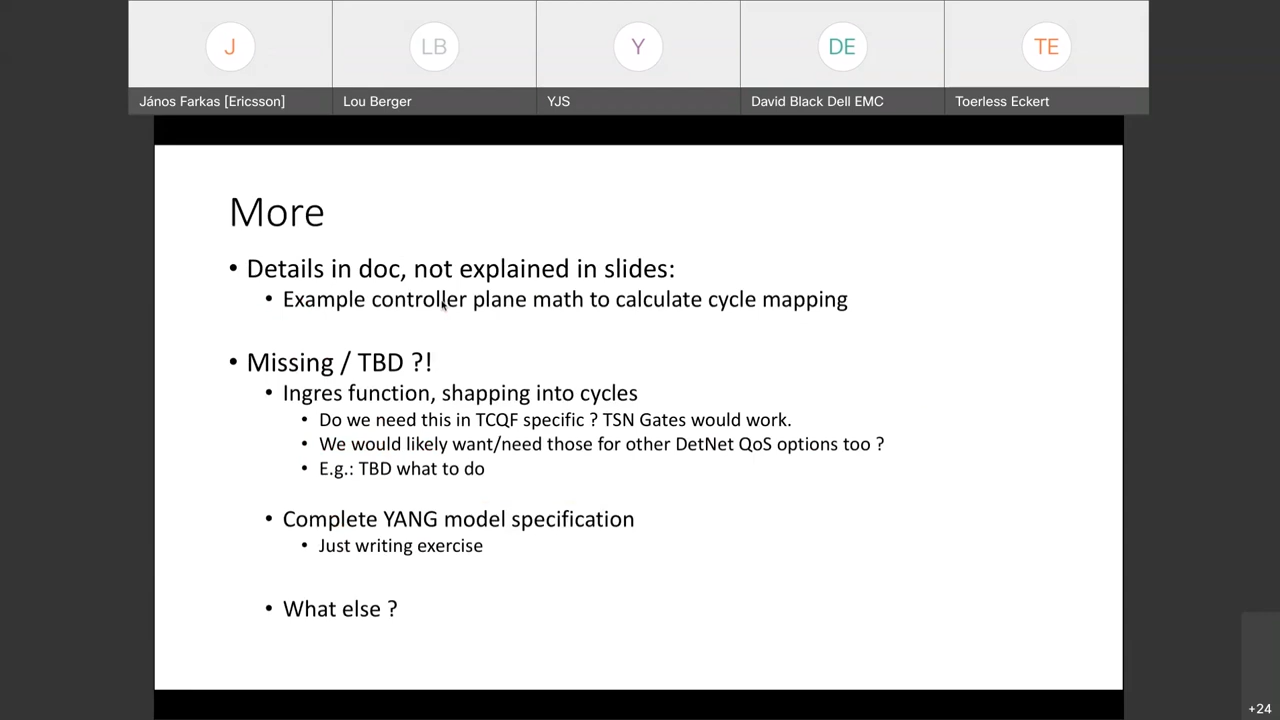 J
LB
Y
DE
TE
János Farkas [Ericsson]
Lou Berger
YJS
David Black Dell EMC
Toerless Eckert
More
• Details in doc, not explained in slides:
• Example controller plane math to calculate cycle mapping
• Missing / TBD ?!
• Ingres function, shapping into cycles
• Do we need this in TCQF specific ? TSN Gates would work.
• We would likely want/need those for other DetNet QoS options too ?
• E.g.: TBD what to do
• Complete YANG model specification
• Just writing exercise
• What else ?
+24